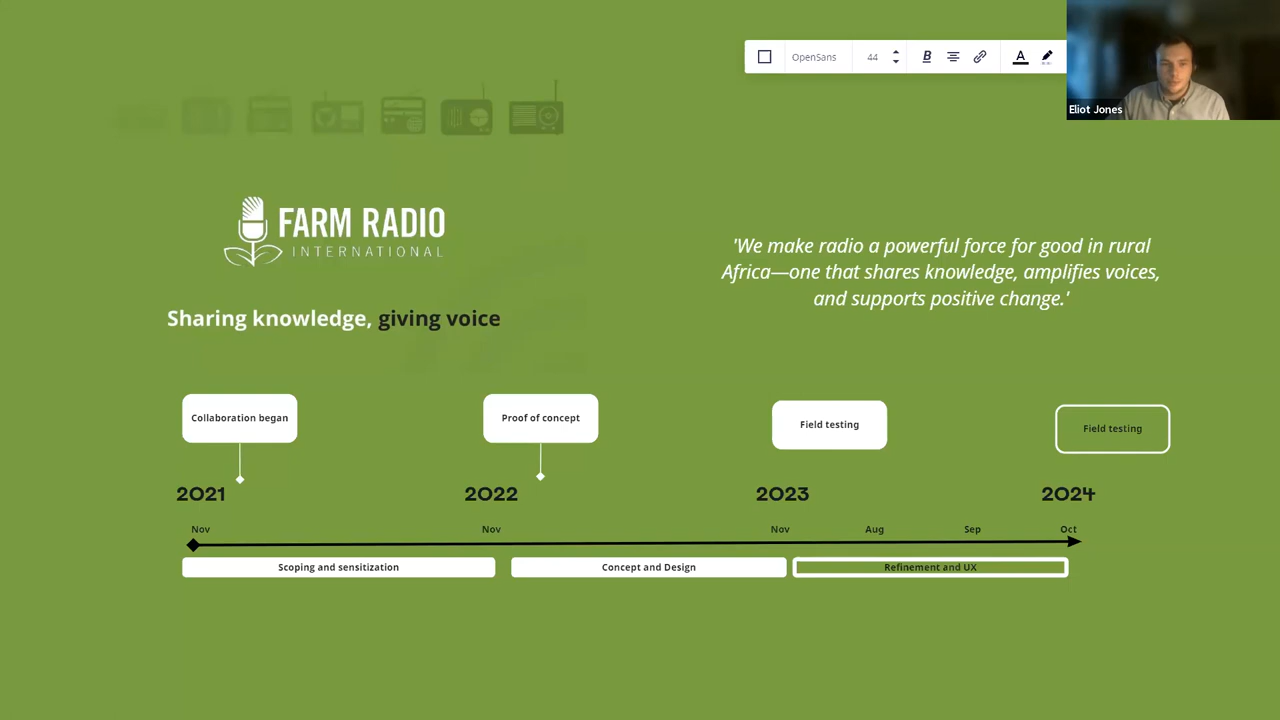 OpenSans 44 B A
Eliot Jones
FARM RADIO
INTERNATIONAL
Sharing knowledge, giving voice
'We make radio a powerful force for good in rural
Africa—one that shares knowledge, amplifies voices,
and supports positive change.'
Collaboration began
Proof of concept
Field testing
Field testing
2021 2022 2023 2024
Nov Nov Nov Aug Sep Oct
Scoping and sensitization
Concept and Design
Refinement and UX